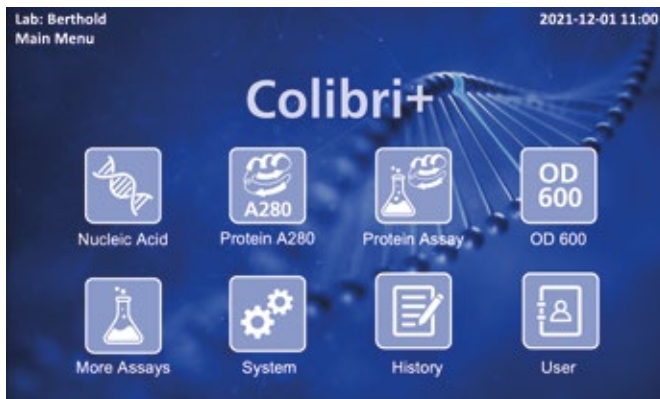 Lab: Berthold
2021-12-01 11:00
Main Menu
Colibri+
A280
OD
600
Nucleic Acid
Protein A280
Protein Assay
OD 600
More Assays
System
History
User